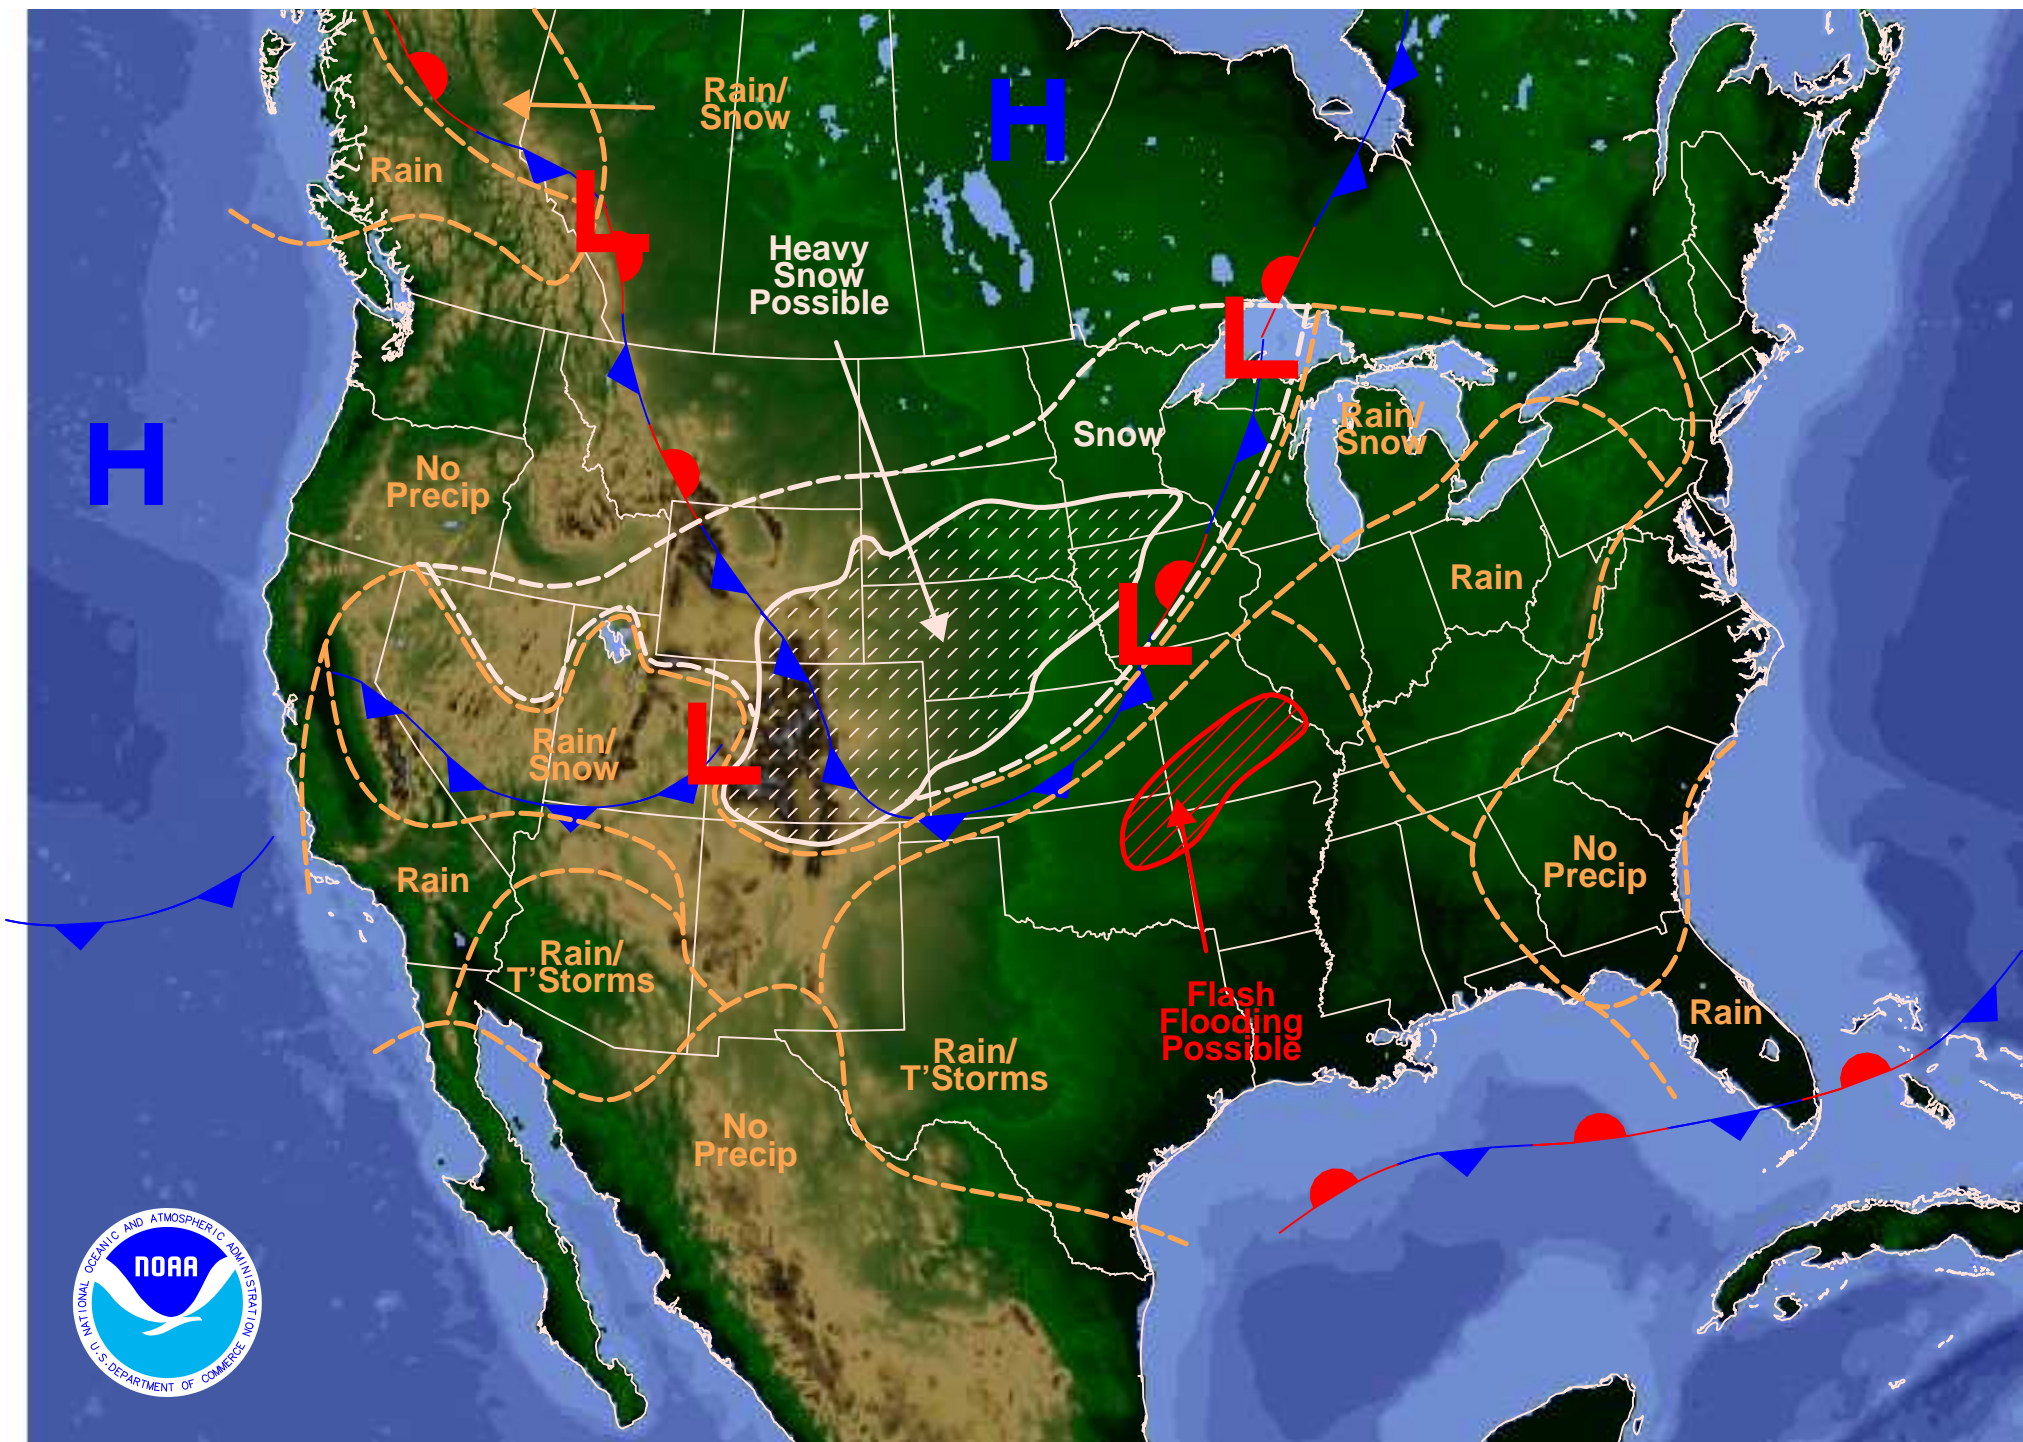 Rain/
Snow
H
Rain
L
Heavy
Snow
Possible
L
H
Snow
Rain/
Snow
No
Precip
Rain
L
L
Rain/
Snow
Rain
No
Precip
Rain/
T'Storms
Flash
Flooding
Possible
Rain
Rain/
T'Storms
No
Precip
NATIONAL OCEANIC AND ATMOSPHERIC ADMINISTRATION
NOAA
U.S. DEPARTMENT OF COMMERCE